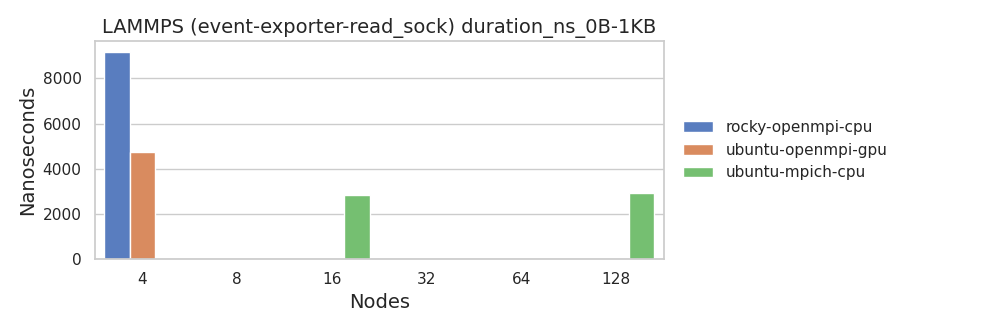 LAMMPS (event-exporter-read_sock) duration_ns_0B-1KB
Nanoseconds
8000
6000
4000
2000
0
4 8 16 32 64 128
Nodes
rocky-openmpi-cpu
ubuntu-openmpi-gpu
ubuntu-mpich-cpu